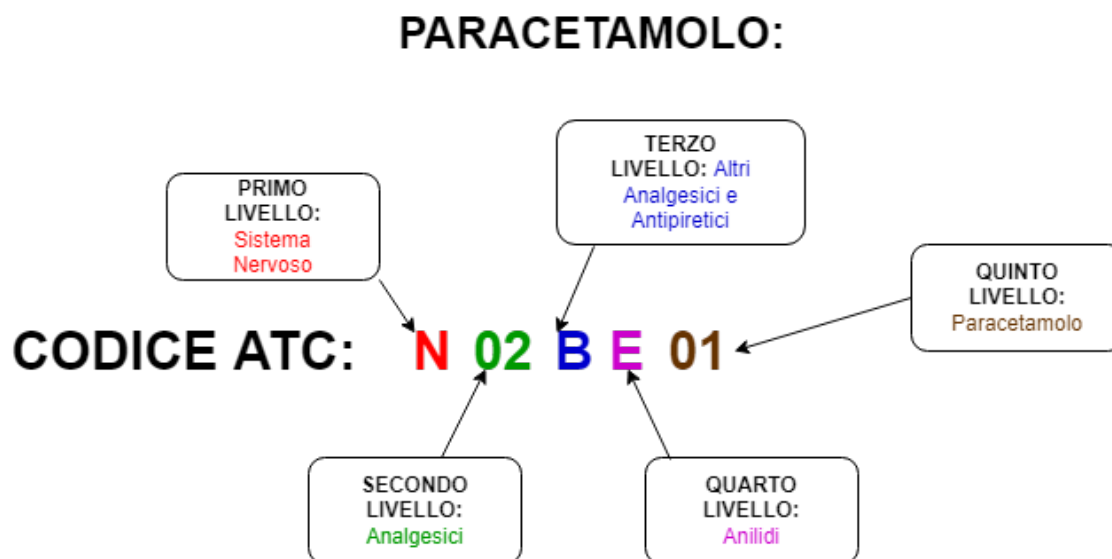 PARACETAMOLO:
PRIMO
LIVELLO:
Sistema
Nervoso
TERZO
LIVELLO: Altri
Analgesici e
Antipiretici
QUINTO
LIVELLO:
Paracetamolo
CODICE ATC: N 02 B E 01
SECONDO
LIVELLO:
Analgesici
QUARTO
LIVELLO:
Anilidi